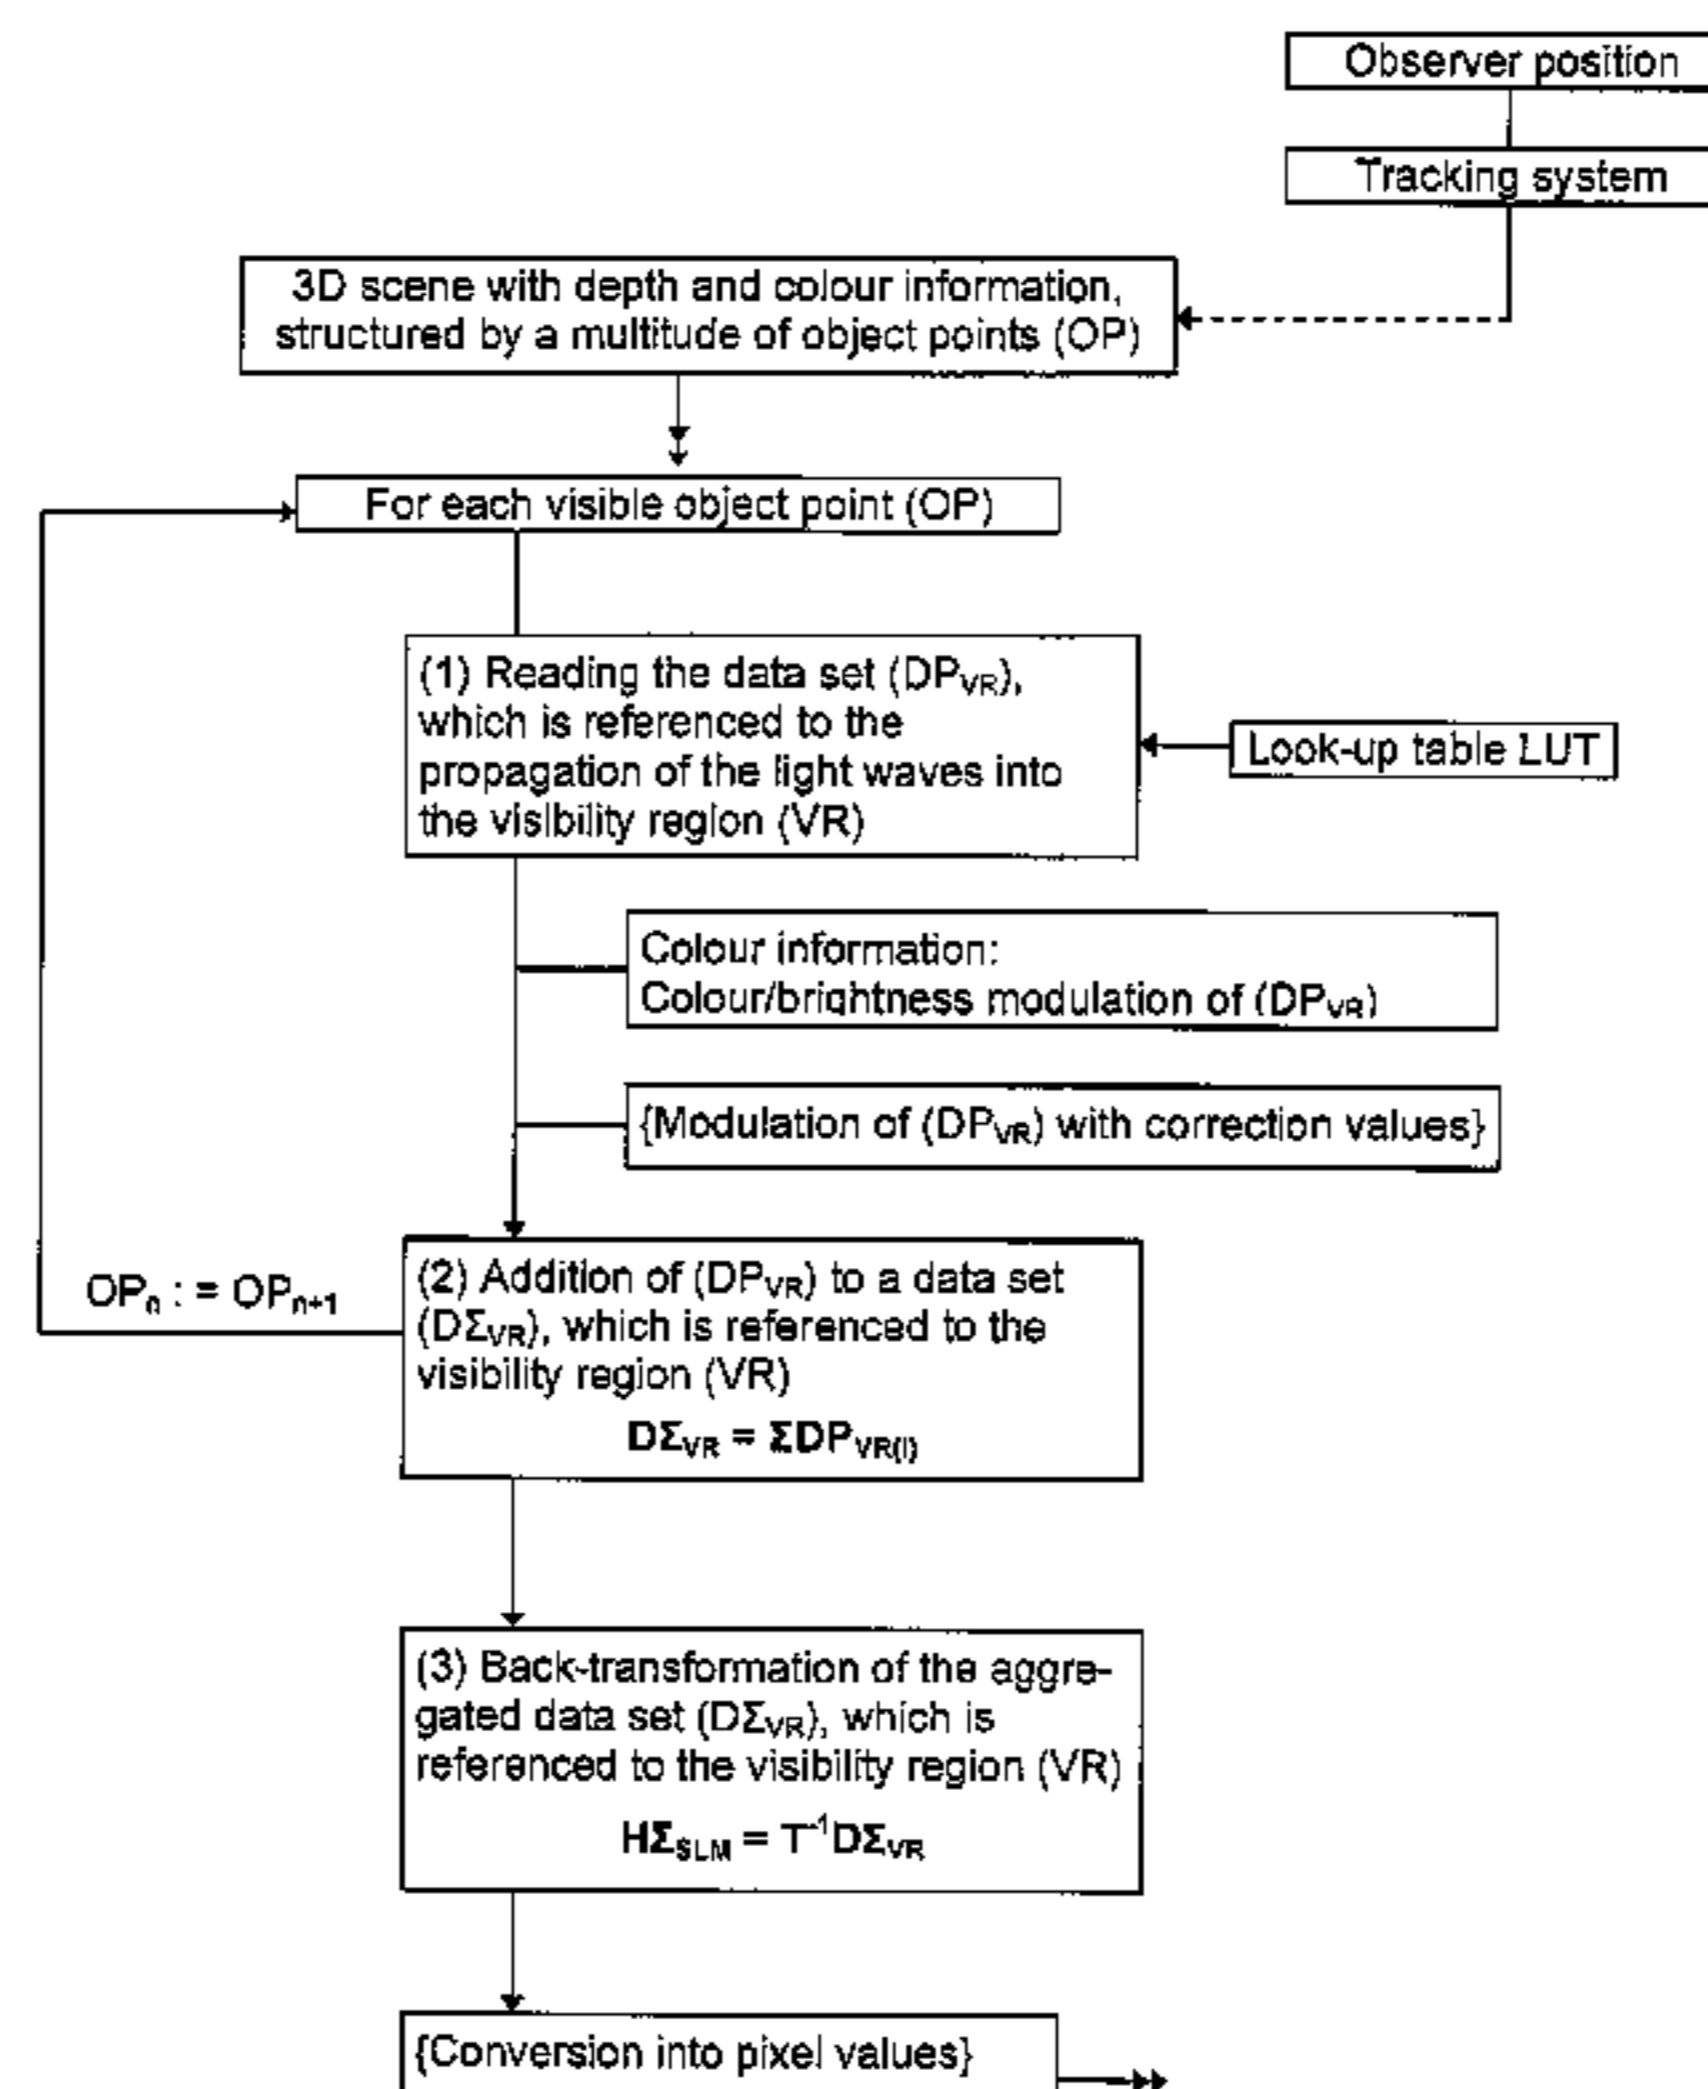 Observer position
Tracking system
3D scene with depth and colour information,
structured by a multitude of object points (OP)
For each visible object point (OP)
(1) Reading the data set (DPVR),
which is referenced to the
propagation of the light waves into
the visibility region (VR)
Look-up table LUT
Colour information:
Colour/brightness modulation of (DPVR)
{Modulation of (DPVR) with correction values}
OPn : = OPn+1
(2) Addition of (DPVR) to a data set
(DΣVR), which is referenced to the
visibility region (VR)
DΣVR = ΣDPVR(i)
(3) Back-transformation of the aggre-
gated data set (DΣVR), which is
referenced to the visibility region (VR)
HΣSLM = T⁻¹DΣVR
{Conversion into pixel values}